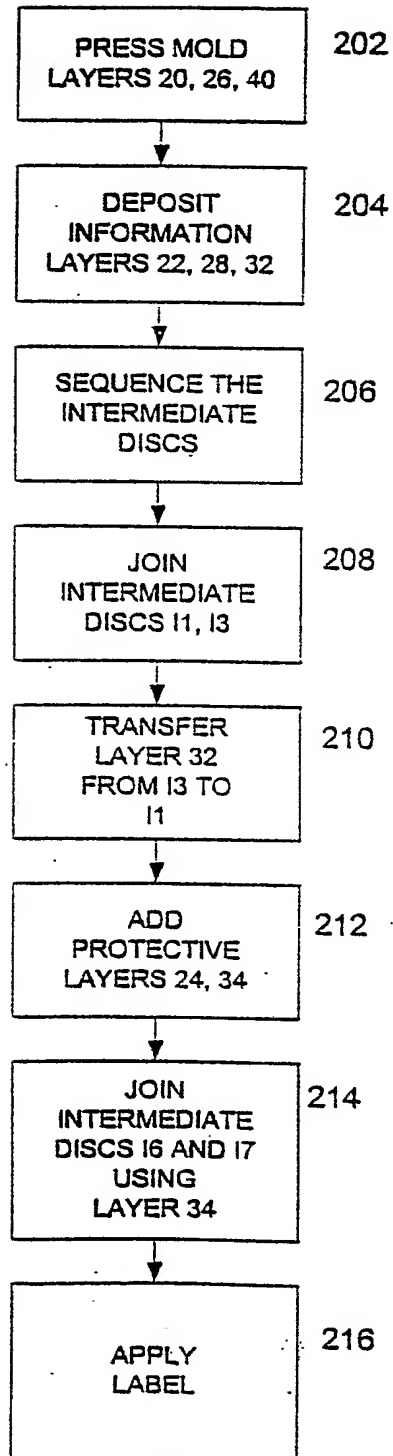 PRESS MOLD
LAYERS 20, 26, 40
202
DEPOSIT
INFORMATION
LAYERS 22, 28, 32
204
SEQUENCE THE
INTERMEDIATE
DISCS
206
JOIN
INTERMEDIATE
DISCS I1, I3
208
TRANSFER
LAYER 32
FROM I3 TO
I1
210
ADD
PROTECTIVE
LAYERS 24, 34
212
JOIN
INTERMEDIATE
DISCS I6 AND I7
USING
LAYER 34
214
APPLY
LABEL
216